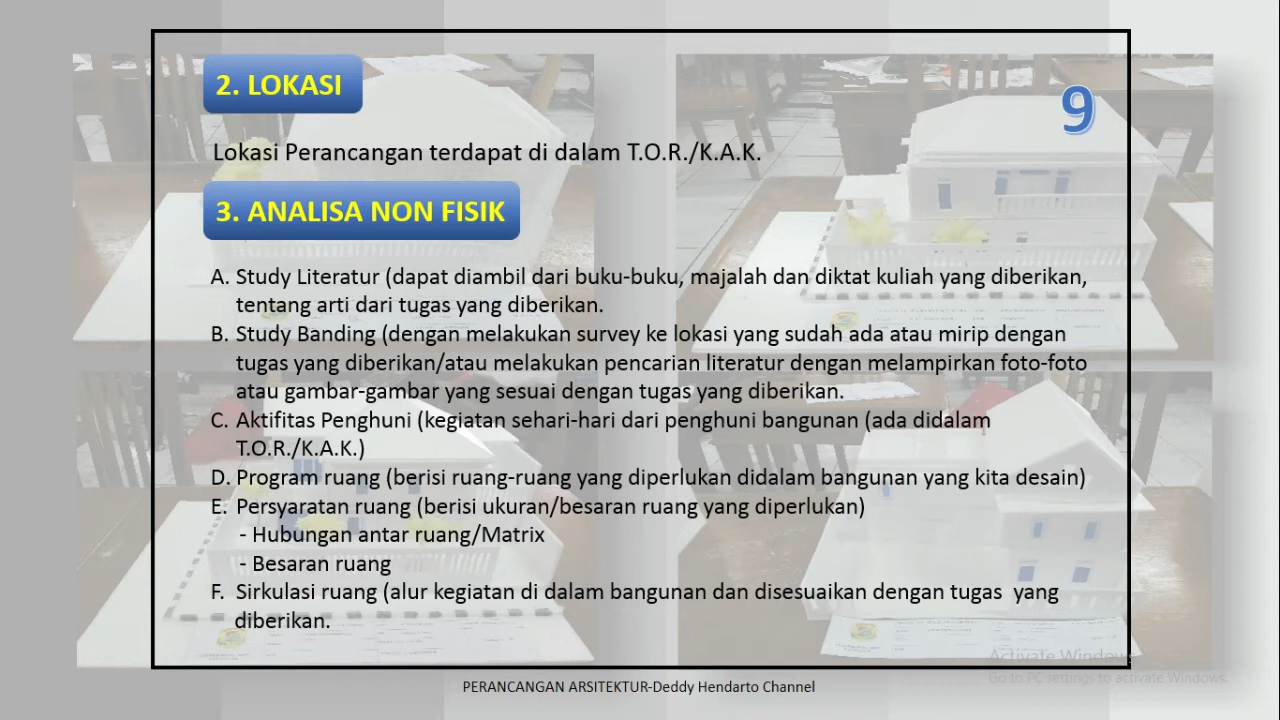 2. LOKASI
9
Lokasi Perancangan terdapat di dalam T.O.R./K.A.K.
3. ANALISA NON FISIK
A. Study Literatur (dapat diambil dari buku-buku, majalah dan diktat kuliah yang diberikan,
tentang arti dari tugas yang diberikan.
B. Study Banding (dengan melakukan survey ke lokasi yang sudah ada atau mirip dengan
tugas yang diberikan/atau melakukan pencarian literatur dengan melampirkan foto-foto
atau gambar-gambar yang sesuai dengan tugas yang diberikan.
C. Aktifitas Penghuni (kegiatan sehari-hari dari penghuni bangunan (ada didalam
T.O.R./K.A.K.)
D. Program ruang (berisi ruang-ruang yang diperlukan didalam bangunan yang kita desain)
E. Persyaratan ruang (berisi ukuran/besaran ruang yang diperlukan)
- Hubungan antar ruang/Matrix
- Besaran ruang
F. Sirkulasi ruang (alur kegiatan di dalam bangunan dan disesuaikan dengan tugas yang
diberikan.
Activate Windows
Go to PC settings to activate Windows.
PERANCANGAN ARSITEKTUR-Deddy Hendarto Channel